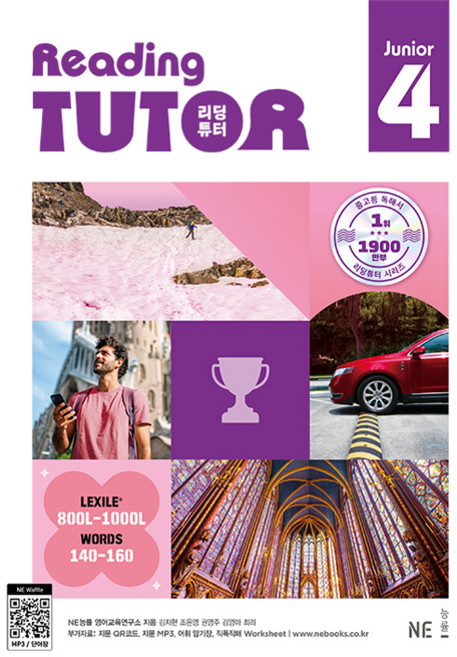 Reading
TUTOR
리딩
튜터
Junior
4
중고등 독해서
1위
★★★
1900
만부
리딩튜터 시리즈
LEXILE®
800L-1000L
WORDS
140-160
NE Waffle
MP3 / 단어장
NE능률 영어교육연구소 지음 김지현 조은영 권영주 김영아 최리
부가자료: 지문 QR코드, 지문 MP3, 어휘 암기장, 직독직해 Worksheet | www.nebooks.co.kr
NE 능률